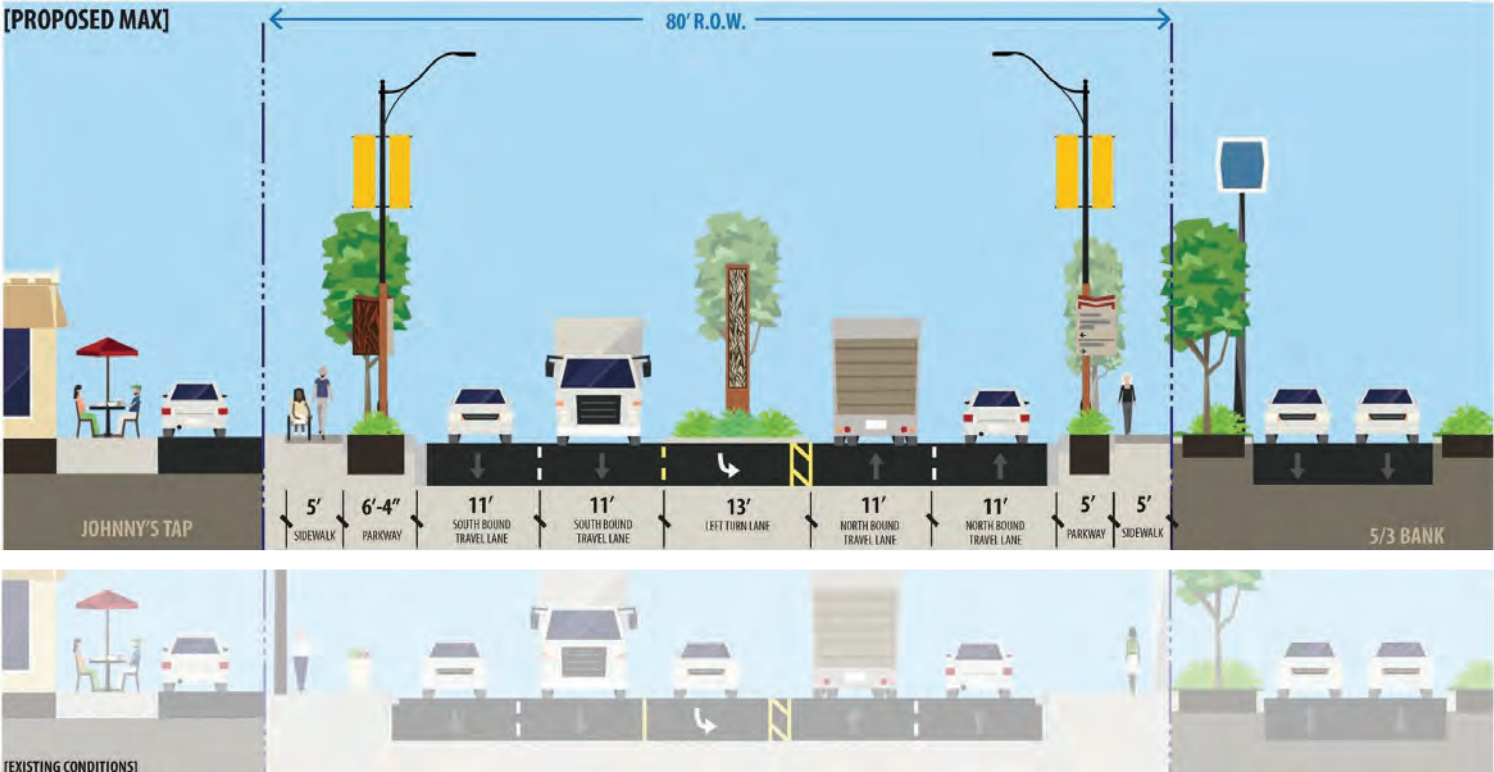 [PROPOSED MAX]
80' R.O.W.
5'
SIDEWALK
6'-4"
PARKWAY
11'
SOUTH BOUND
TRAVEL LANE
11'
SOUTH BOUND
TRAVEL LANE
13'
LEFT TURN LANE
11'
NORTH BOUND
TRAVEL LANE
11'
NORTH BOUND
TRAVEL LANE
5'
PARKWAY
5'
SIDEWALK
JOHNNY'S TAP
5/3 BANK
[EXISTING CONDITIONS]